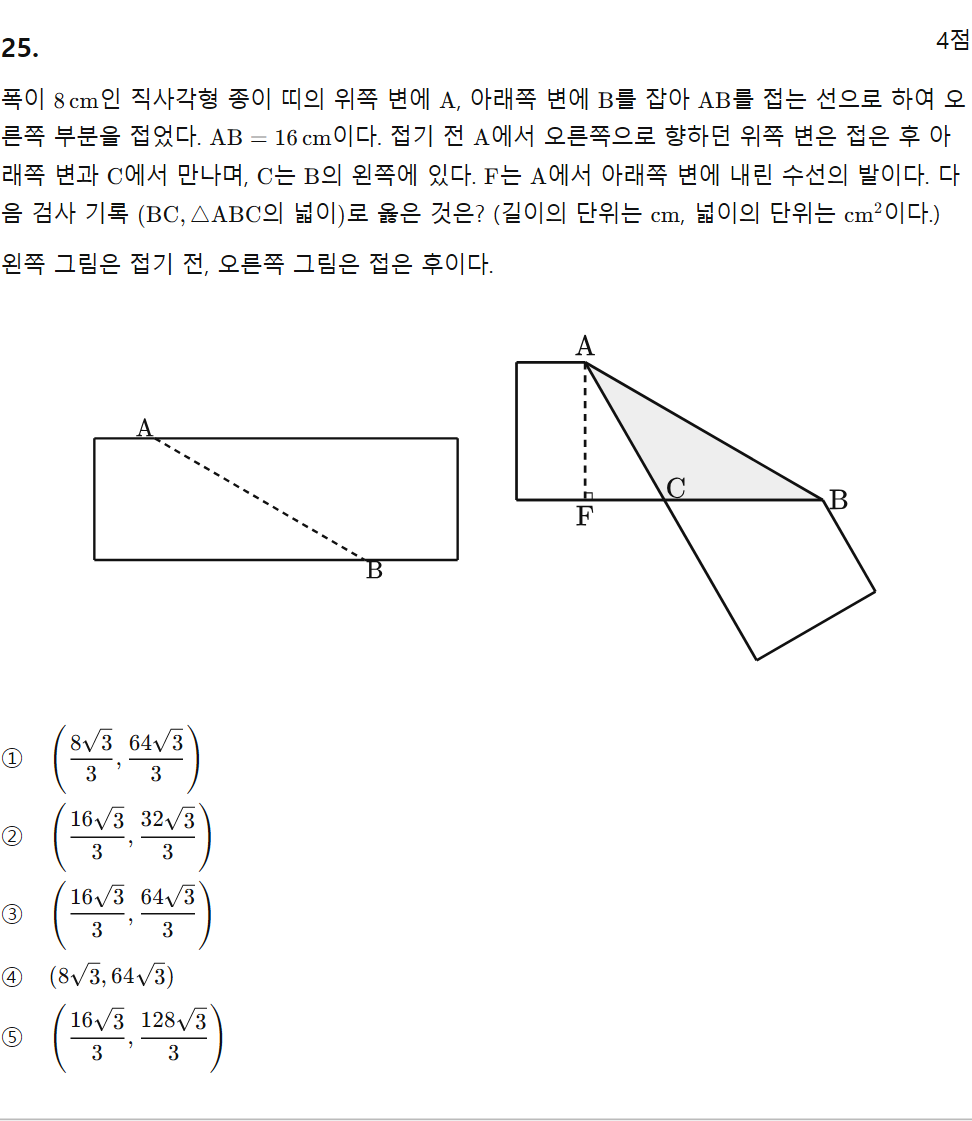 25.
4점
폭이 8 cm인 직사각형 종이 띠의 위쪽 변에 A, 아래쪽 변에 B를 잡아 AB를 접는 선으로 하여 오
른쪽 부분을 접었다. AB = 16 cm이다. 접기 전 A에서 오른쪽으로 향하던 위쪽 변은 접은 후 아
래쪽 변과 C에서 만나며, C는 B의 왼쪽에 있다. F는 A에서 아래쪽 변에 내린 수선의 발이다. 다
음 검사 기록 (BC, △ABC의 넓이)로 옳은 것은? (길이의 단위는 cm, 넓이의 단위는 cm²이다.)
왼쪽 그림은 접기 전, 오른쪽 그림은 접은 후이다.
A
B
A
C
B
F
① (8√3/3, 64√3/3)
② (16√3/3, 32√3/3)
③ (16√3/3, 64√3/3)
④ (8√3, 64√3)
⑤ (16√3/3, 128√3/3)